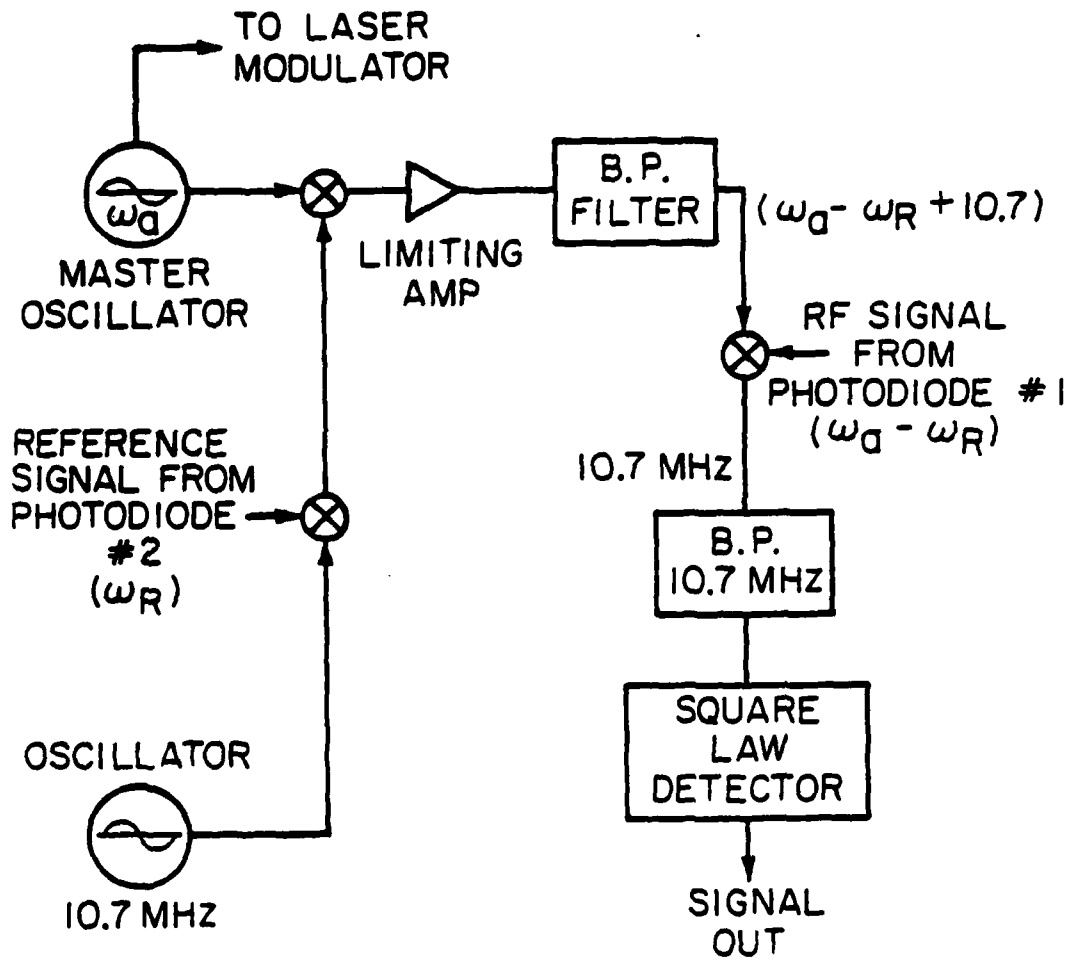 TO LASER
MODULATOR
ωa
MASTER
OSCILLATOR
LIMITING
AMP
B. P.
FILTER
(ωa - ωR + 10.7)
RF SIGNAL
FROM
PHOTODIODE #1
(ωa - ωR)
REFERENCE
SIGNAL FROM
PHOTODIODE
#2
(ωR)
10.7 MHZ
B. P.
10.7 MHZ
OSCILLATOR
10.7 MHZ
SQUARE
LAW
DETECTOR
SIGNAL
OUT